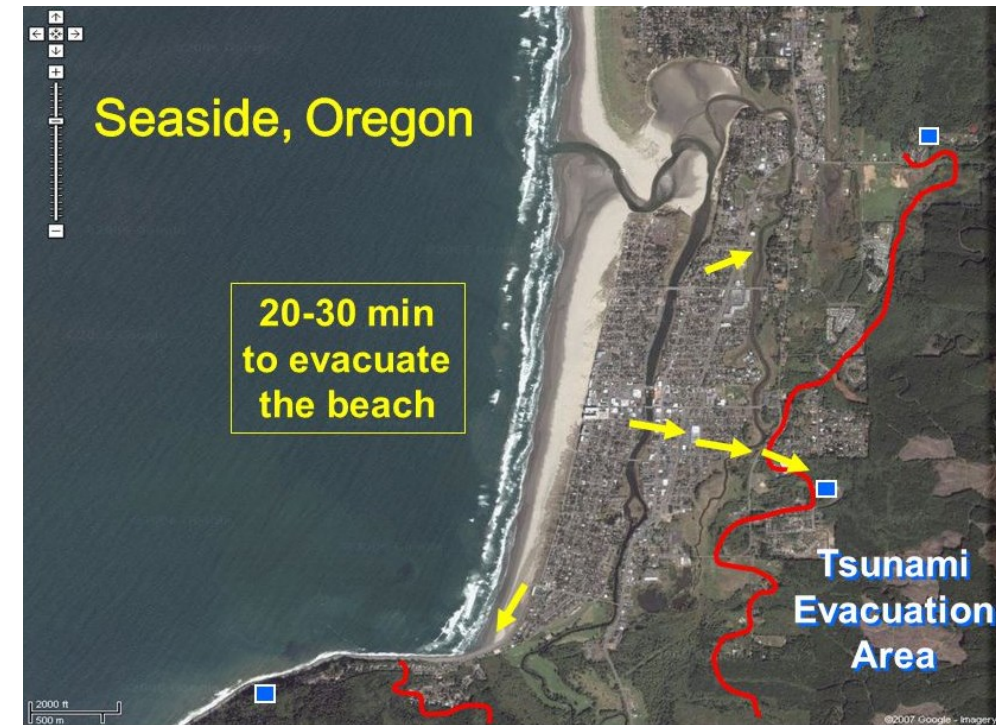 Seaside, Oregon
20-30 min
to evacuate
the beach
Tsunami
Evacuation
Area
2000 ft
500 m
©2007 Google - Imagery